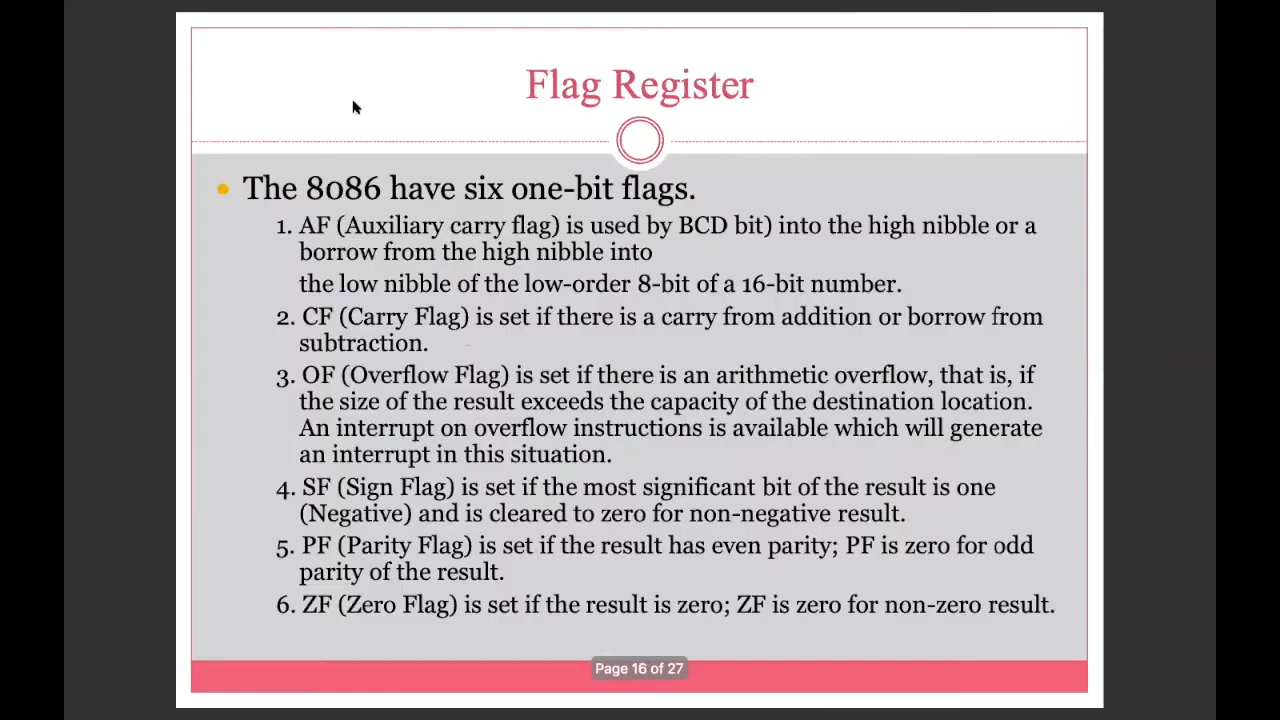 Flag Register
The 8086 have six one-bit flags.
1. AF (Auxiliary carry flag) is used by BCD bit) into the high nibble or a
borrow from the high nibble into
the low nibble of the low-order 8-bit of a 16-bit number.
2. CF (Carry Flag) is set if there is a carry from addition or borrow from
subtraction.
3. OF (Overflow Flag) is set if there is an arithmetic overflow, that is, if
the size of the result exceeds the capacity of the destination location.
An interrupt on overflow instructions is available which will generate
an interrupt in this situation.
4. SF (Sign Flag) is set if the most significant bit of the result is one
(Negative) and is cleared to zero for non-negative result.
5. PF (Parity Flag) is set if the result has even parity; PF is zero for odd
parity of the result.
6. ZF (Zero Flag) is set if the result is zero; ZF is zero for non-zero result.
Page 16 of 27